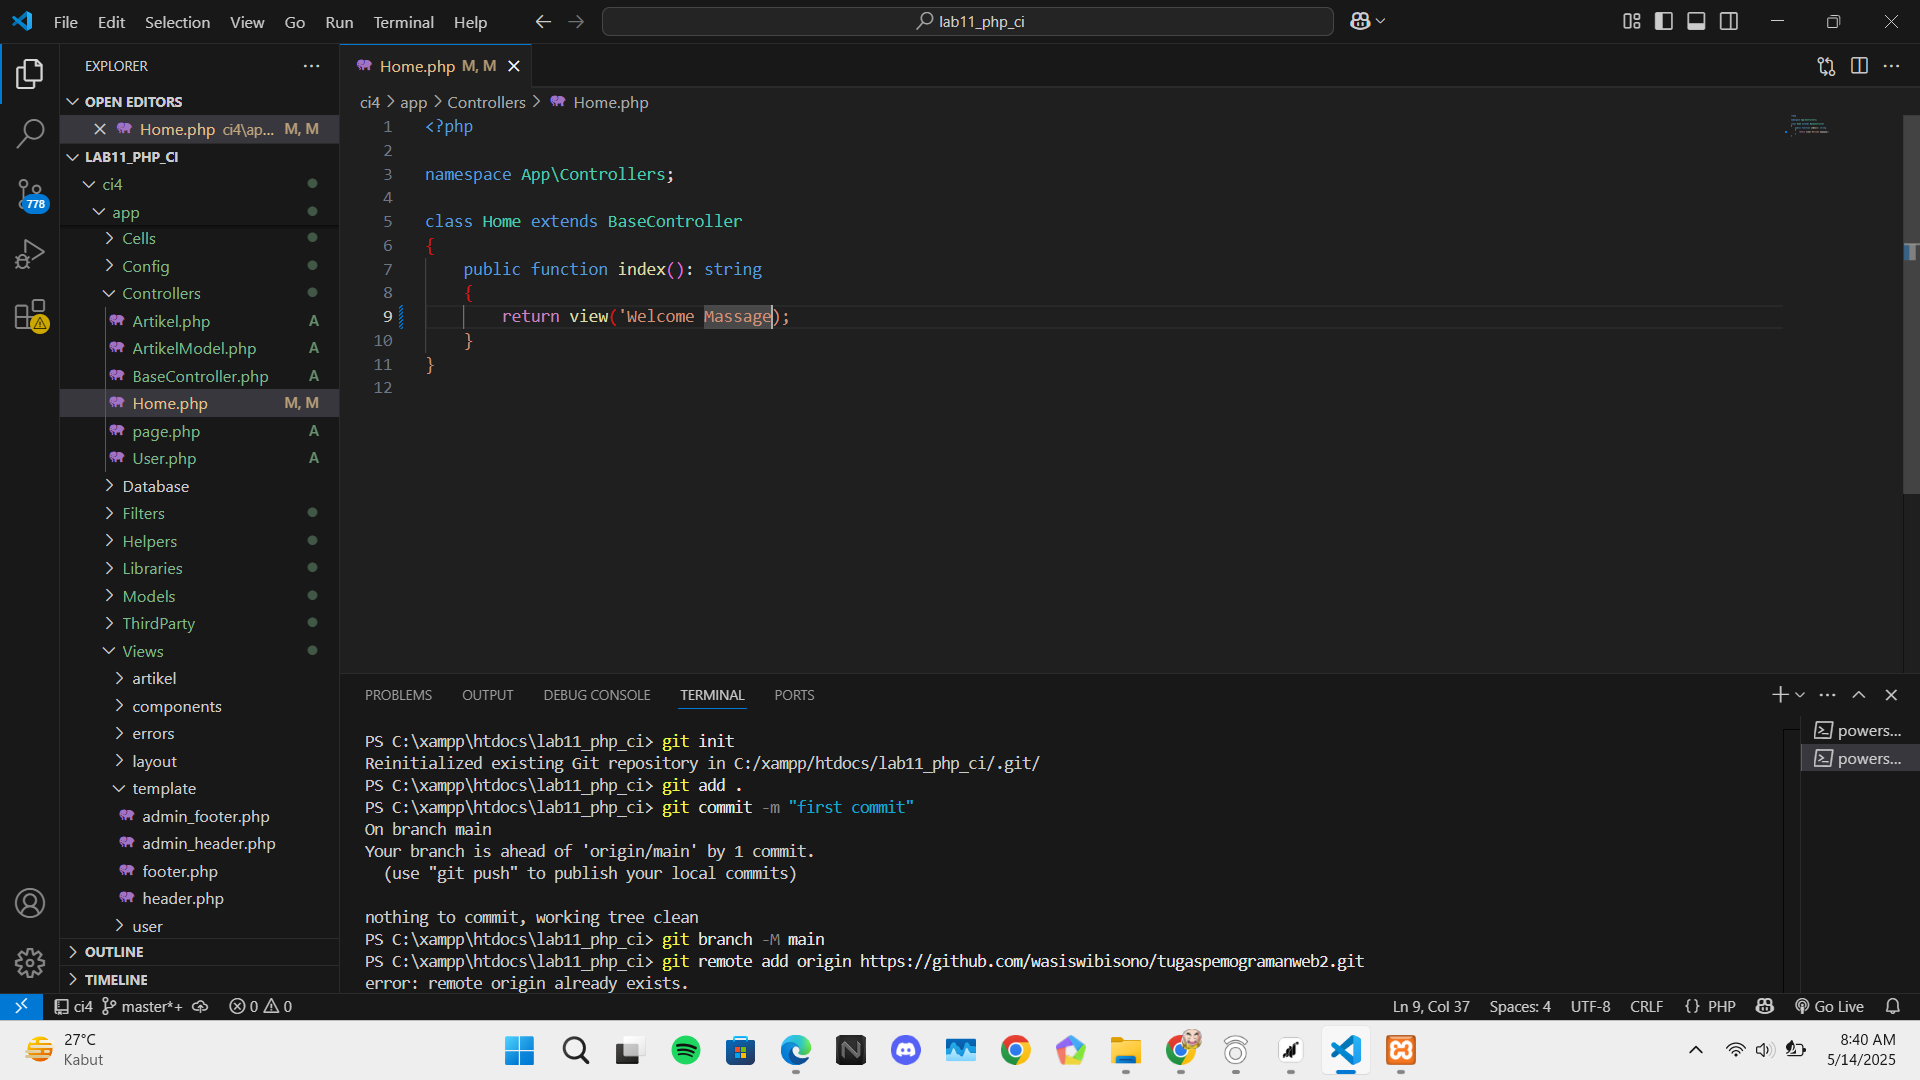 File Edit Selection View Go Run Terminal Help
lab11_php_ci
EXPLORER
OPEN EDITORS
Home.php ci4\ap... M, M
LAB11_PHP_CI
ci4
app
Cells
Config
Controllers
Artikel.php A
ArtikelModel.php A
BaseController.php A
Home.php M, M
page.php A
User.php A
Database
Filters
Helpers
Libraries
Models
ThirdParty
Views
artikel
components
errors
layout
template
admin_footer.php
admin_header.php
footer.php
header.php
user
OUTLINE
TIMELINE
778
Home.php M, M
ci4 > app > Controllers > Home.php
1 <?php
2
3 namespace App\Controllers;
4
5 class Home extends BaseController
6 {
7 public function index(): string
8 {
9 return view('Welcome Massage);
10 }
11 }
12
PROBLEMS OUTPUT DEBUG CONSOLE TERMINAL PORTS
PS C:\xampp\htdocs\lab11_php_ci> git init
Reinitialized existing Git repository in C:/xampp/htdocs/lab11_php_ci/.git/
PS C:\xampp\htdocs\lab11_php_ci> git add .
PS C:\xampp\htdocs\lab11_php_ci> git commit -m "first commit"
On branch main
Your branch is ahead of 'origin/main' by 1 commit.
(use "git push" to publish your local commits)
nothing to commit, working tree clean
PS C:\xampp\htdocs\lab11_php_ci> git branch -M main
PS C:\xampp\htdocs\lab11_php_ci> git remote add origin https://github.com/wasiswibisono/tugaspemogramanweb2.git
error: remote origin already exists.
powers...
powers...
ci4 master*+ 0 0
Ln 9, Col 37 Spaces: 4 UTF-8 CRLF {} PHP Go Live
27°C
Kabut
8:40 AM
5/14/2025